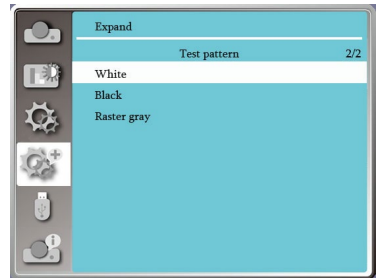 Expand
Test pattern 2/2
White
Black
Raster gray